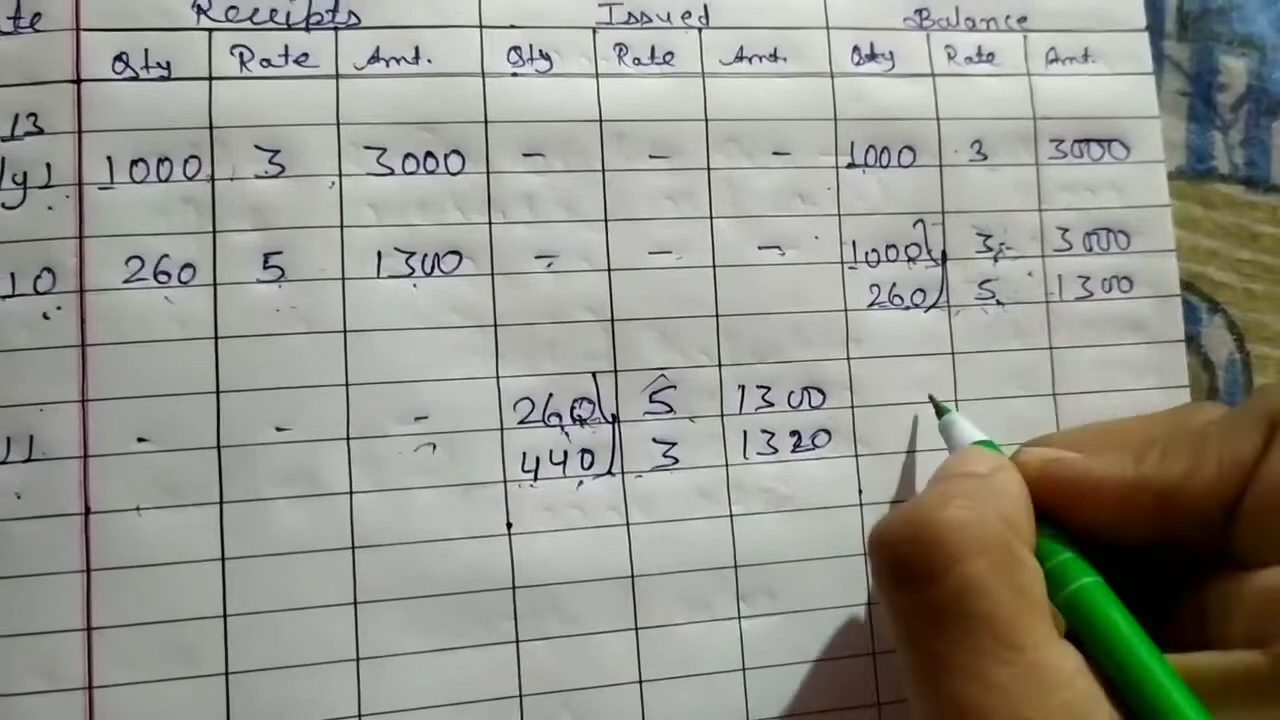 te Receipts Issued Balance
Qty Rate Amt. Qty Rate Amt. Qty Rate Amt.
13
1000 3 3000 - - - 1000 3 3000
10 260 5 1300 - - - 1000 3 3000
260 5 1300
11 - - - 260 5 1300
440 3 1320